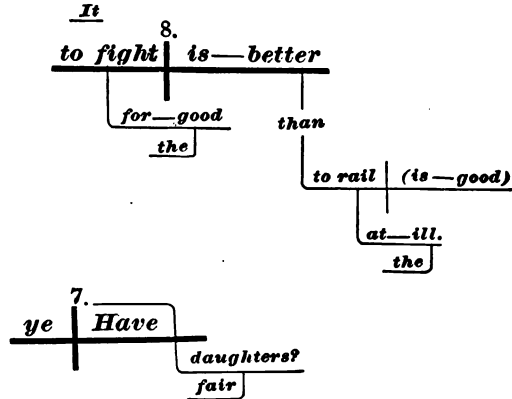 It
8.
to fight is—better
for—good
the
than
to rail (is—good)
at—ill.
the
7.
ye Have
daughters?
fair